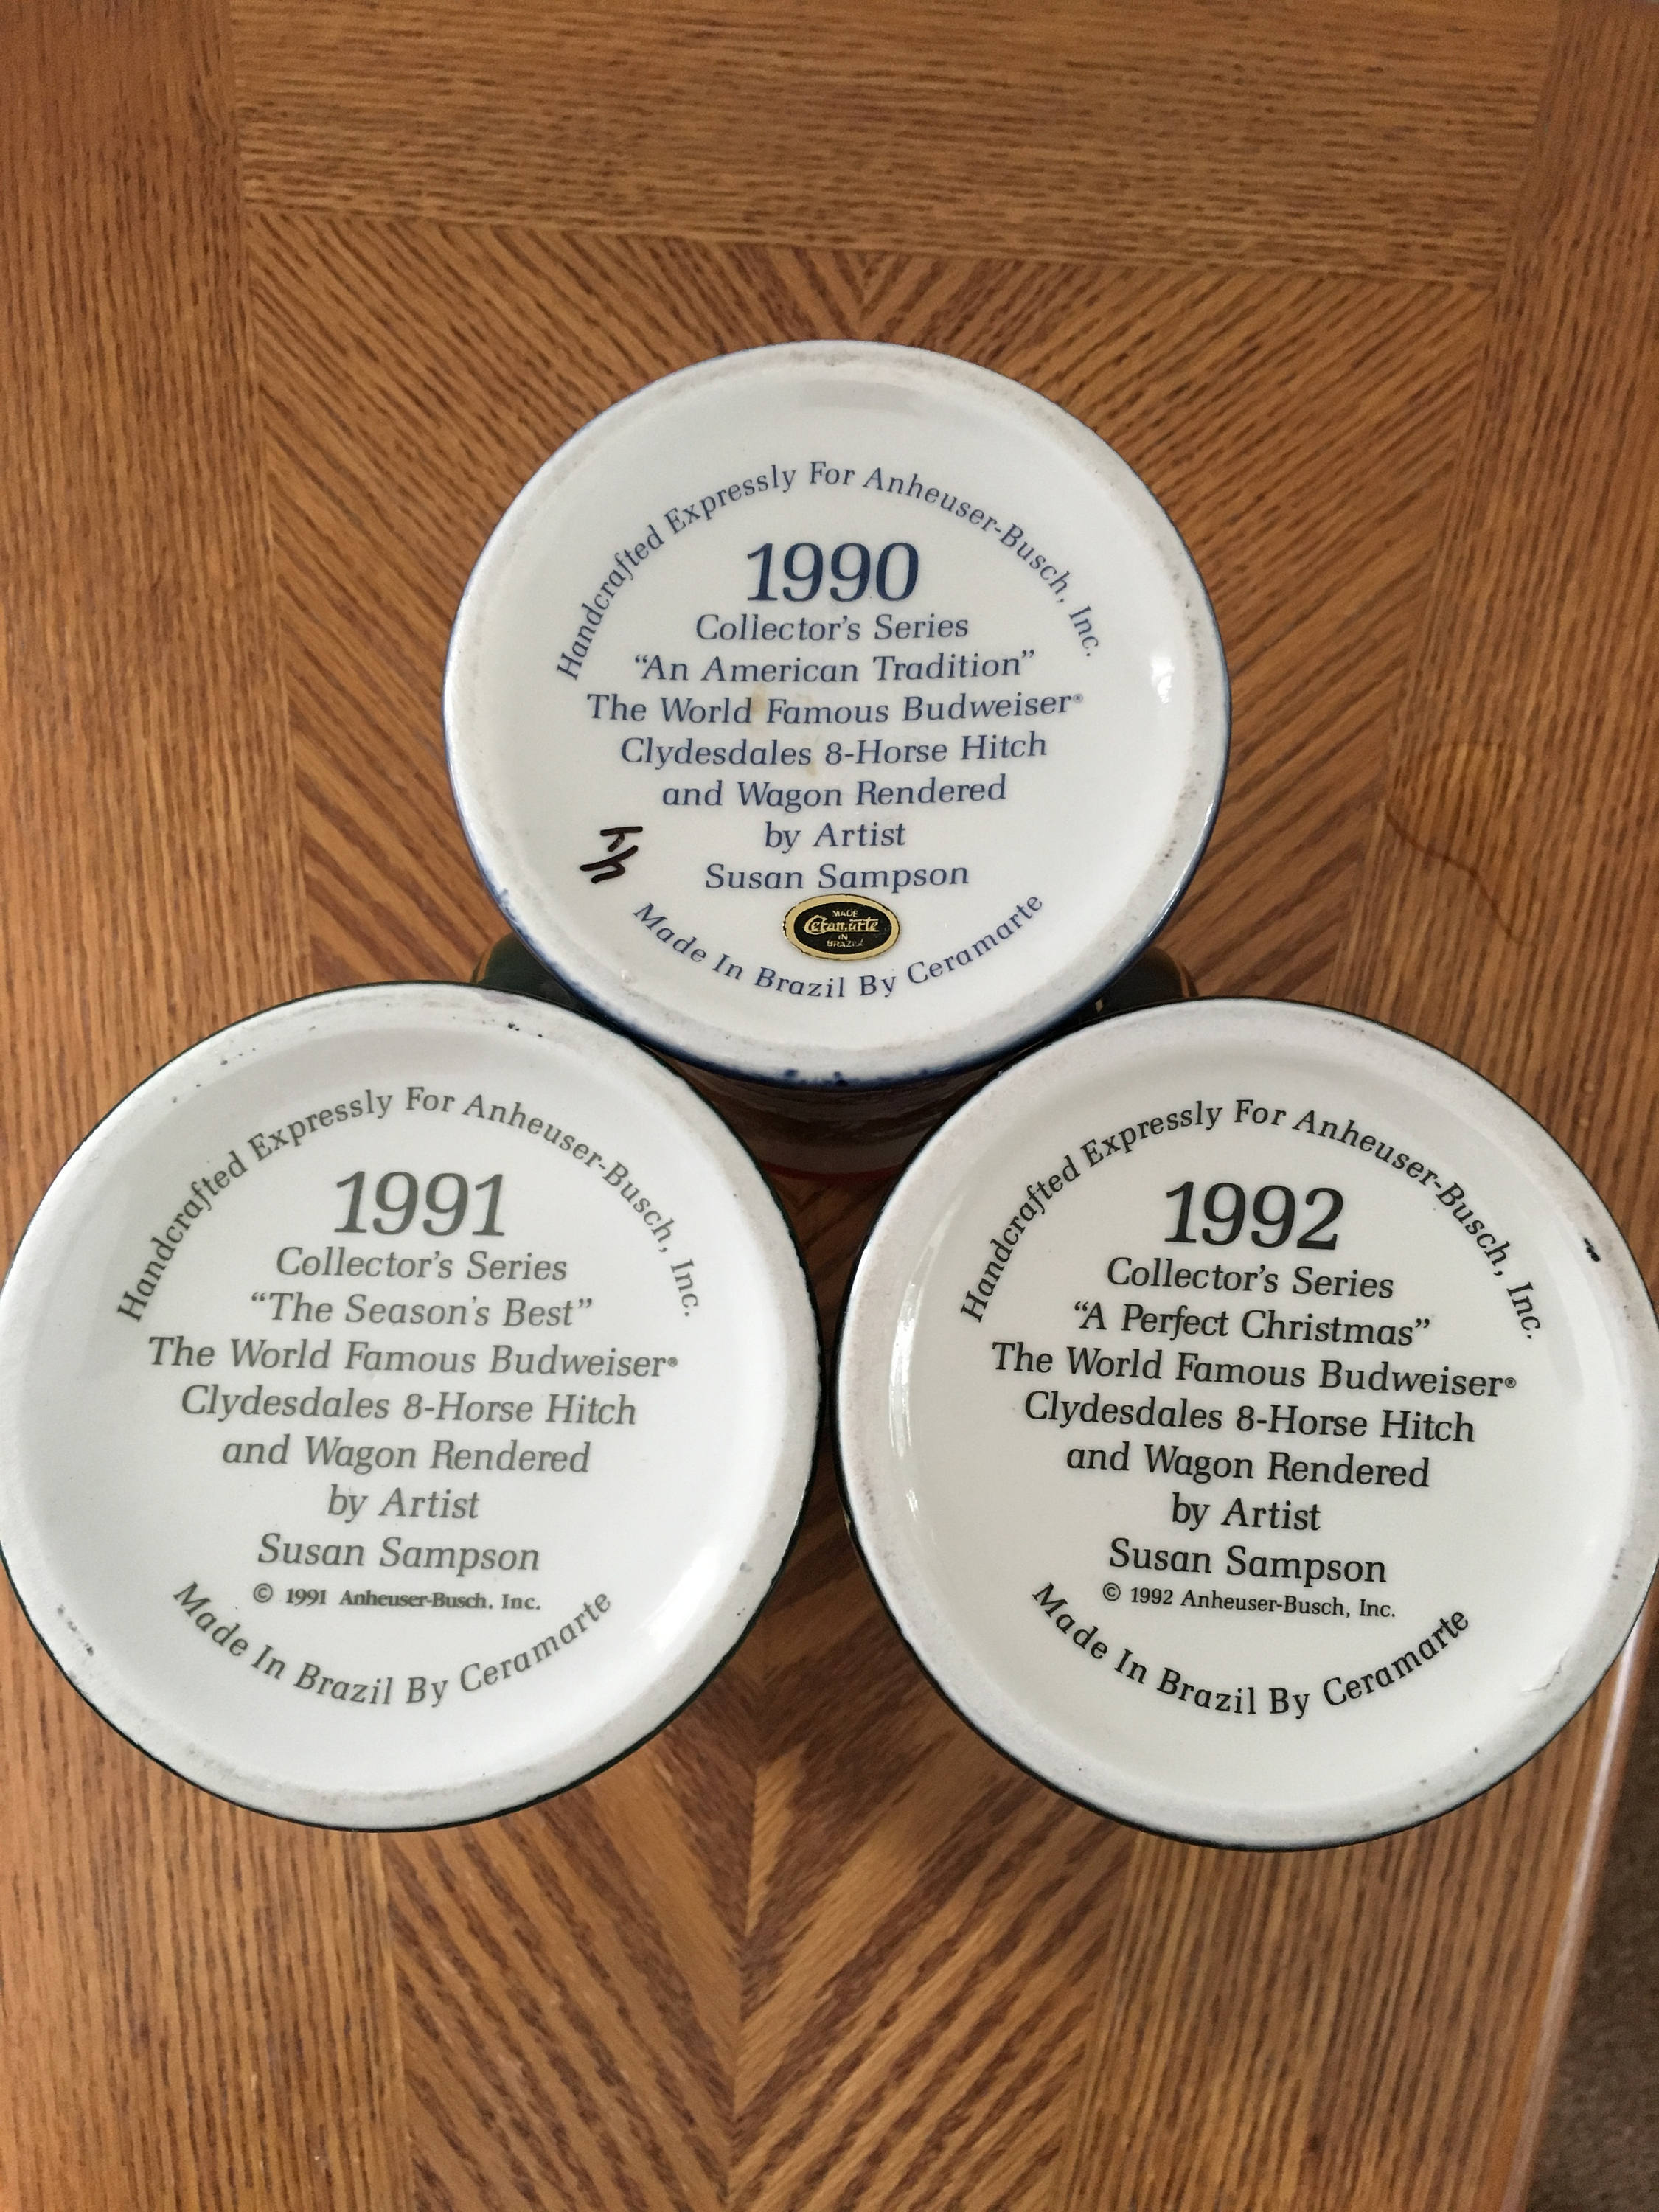 Handcrafted Expressly For Anheuser-Busch, Inc.
1990
Collector's Series
“An American Tradition”
The World Famous Budweiser®
Clydesdales 8-Horse Hitch
and Wagon Rendered
by Artist
Susan Sampson
MADE
Ceramarte
IN
BRAZIL
Made In Brazil By Ceramarte
Handcrafted Expressly For Anheuser-Busch, Inc.
1991
Collector's Series
“The Season's Best”
The World Famous Budweiser®
Clydesdales 8-Horse Hitch
and Wagon Rendered
by Artist
Susan Sampson
© 1991 Anheuser-Busch, Inc.
Made In Brazil By Ceramarte
Handcrafted Expressly For Anheuser-Busch, Inc.
1992
Collector's Series
“A Perfect Christmas”
The World Famous Budweiser®
Clydesdales 8-Horse Hitch
and Wagon Rendered
by Artist
Susan Sampson
© 1992 Anheuser-Busch, Inc.
Made In Brazil By Ceramarte